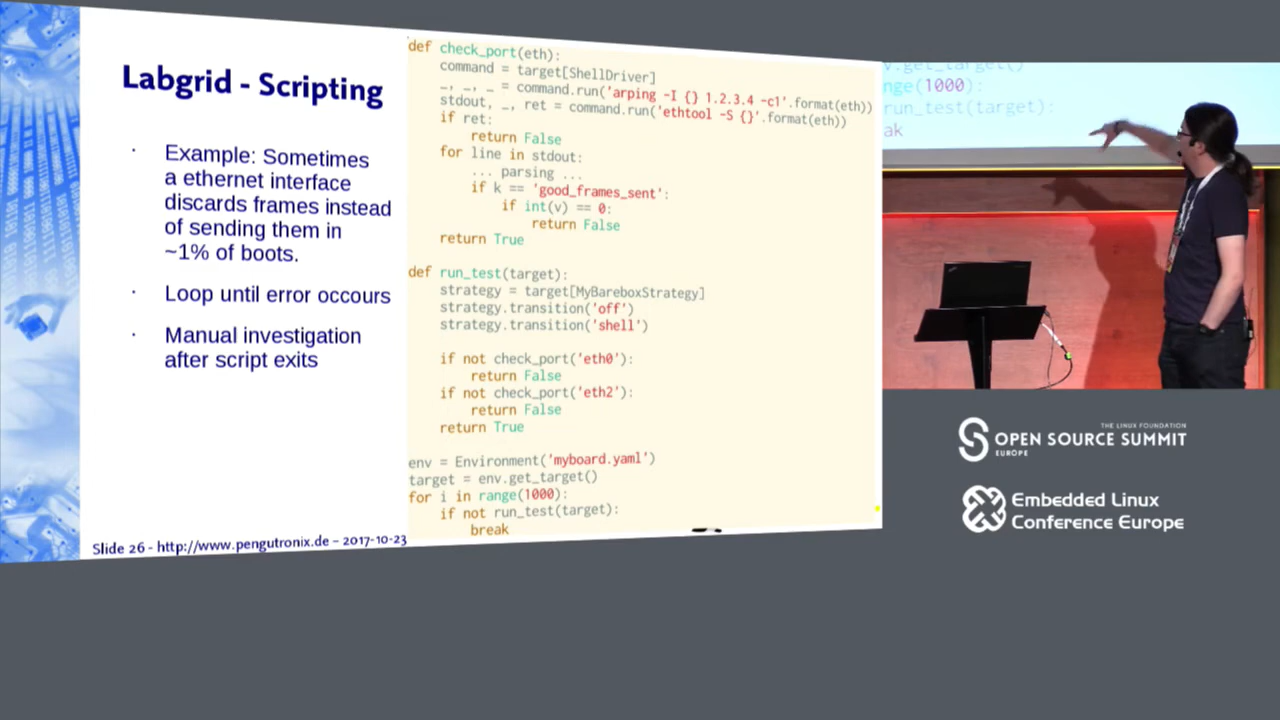 Labgrid - Scripting
· Example: Sometimes
a ethernet interface
discards frames instead
of sending them in
~1% of boots.
· Loop until error occours
· Manual investigation
after script exits
def check_port(eth):
    command = target[ShellDriver]
    _, _, _ = command.run('arping -I {} 1.2.3.4 -c1'.format(eth))
    stdout, _, ret = command.run('ethtool -S {}'.format(eth))
    if ret:
        return False
    for line in stdout:
        ... parsing ...
        if k == 'good_frames_sent':
            if int(v) == 0:
                return False
    return True
def run_test(target):
    strategy = target[MyBareboxStrategy]
    strategy.transition('off')
    strategy.transition('shell')
    if not check_port('eth0'):
        return False
    if not check_port('eth2'):
        return False
    return True
env = Environment('myboard.yaml')
target = env.get_target()
for i in range(1000):
    if not run_test(target):
        break
Slide 26 - http://www.pengutronix.de - 2017-10-23
v.get_target()
nge(1000):
run_test(target):
ak
THE LINUX FOUNDATION
OPEN SOURCE SUMMIT
EUROPE
Embedded Linux
Conference Europe